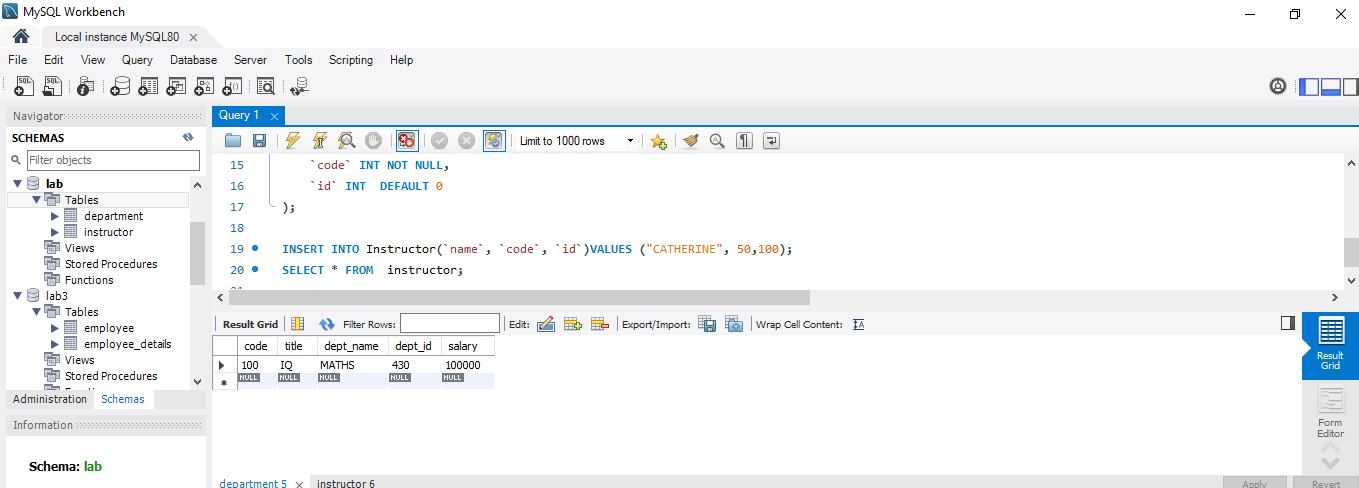 MySQL Workbench
Local instance MySQL80
File Edit View Query Database Server Tools Scripting Help
Navigator
SCHEMAS
Filter objects
lab
Tables
department
instructor
Views
Stored Procedures
Functions
lab3
Tables
employee
employee_details
Views
Stored Procedures
Administration Schemas
Information
Schema: lab
Query 1
Limit to 1000 rows
15 `code` INT NOT NULL,
16 `id` INT DEFAULT 0
17 );
18
19 INSERT INTO Instructor(`name`, `code`, `id`)VALUES ("CATHERINE", 50,100);
20 SELECT * FROM instructor;
Result Grid Filter Rows: Edit: Export/Import: Wrap Cell Content:
code title dept_name dept_id salary
100 IQ MATHS 430 100000
NULL NULL NULL NULL NULL
Result
Grid
Form
Editor
department 5 instructor 6
Apply Revert